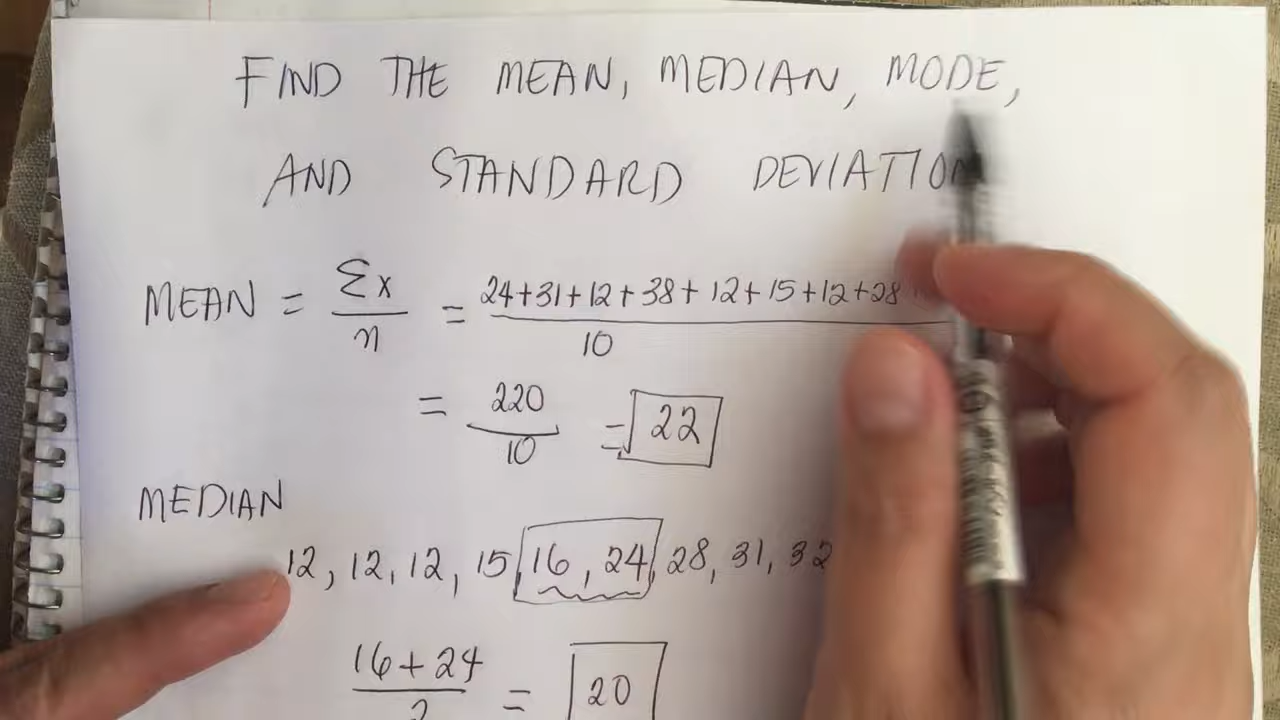 FIND THE MEAN, MEDIAN, MODE,
AND STANDARD DEVIATION
MEAN = Σx / n = 24+31+12+38+12+15+12+28 / 10
= 220 / 10 = 22
MEDIAN
12, 12, 12, 15, 16, 24, 28, 31, 32
16+24 / 2 = 20